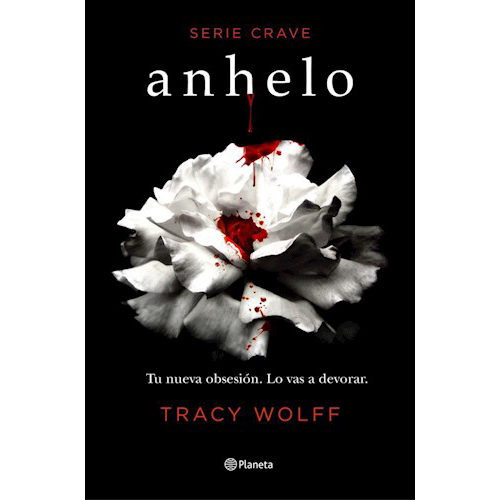 SERIE CRAVE
anhelo
Tu nueva obsesión. Lo vas a devorar.
TRACY WOLFF
Planeta